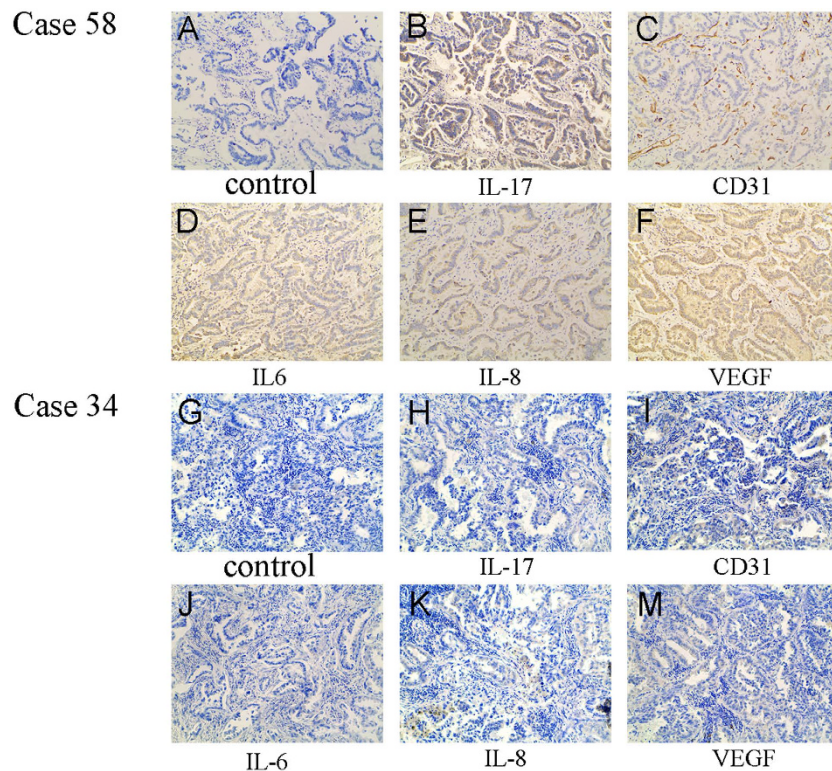 Case 58
A B C
control IL-17 CD31
D E F
IL6 IL-8 VEGF
Case 34
G H I
control IL-17 CD31
J K M
IL-6 IL-8 VEGF